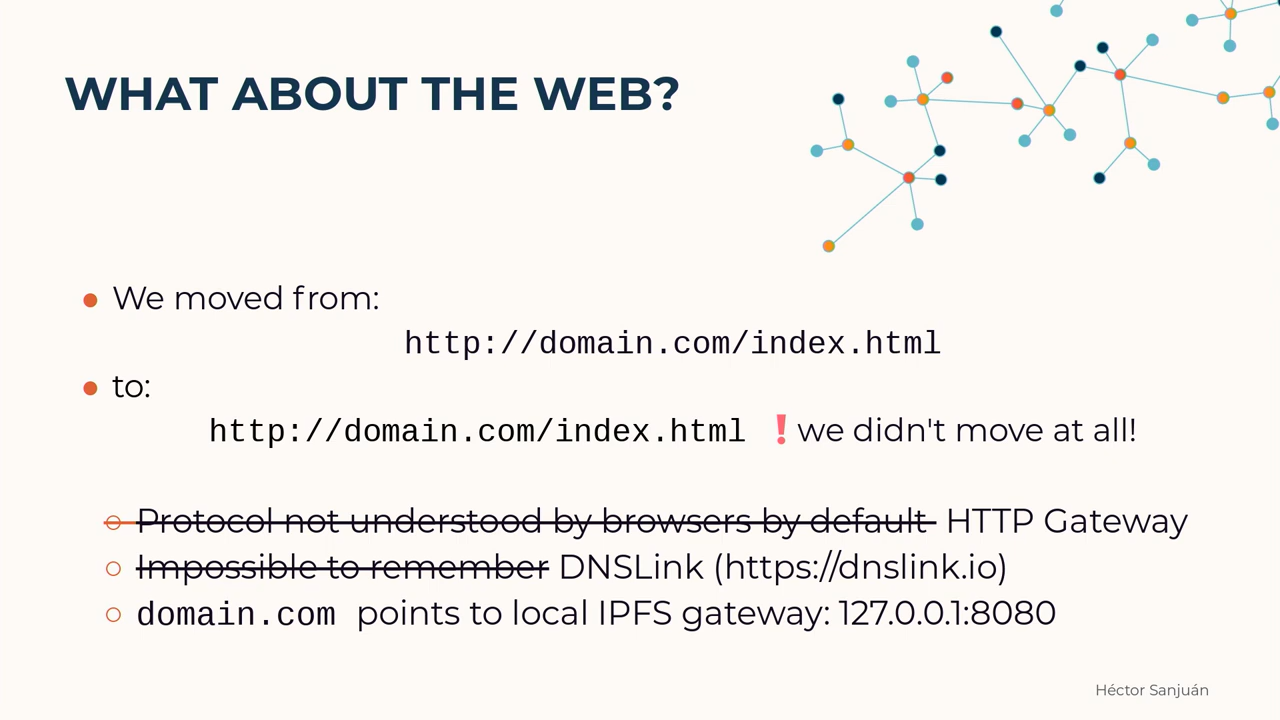 WHAT ABOUT THE WEB?
We moved from:
http://domain.com/index.html
to:
http://domain.com/index.html ❗we didn't move at all!
Protocol not understood by browsers by default HTTP Gateway
Impossible to remember DNSLink (https://dnslink.io)
domain.com points to local IPFS gateway: 127.0.0.1:8080
Héctor Sanjuán